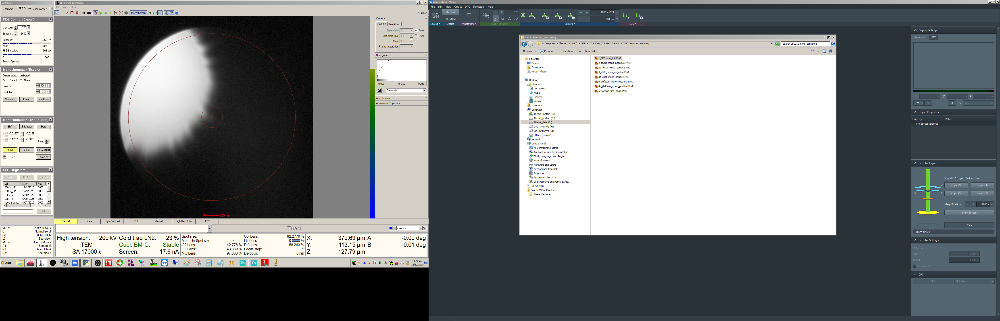 Workset
Vacuum/HT FEG/Mono Alignments
FEG Control (Expert)
Gun lens: 750
Extractor: 3600
Extraction 3650 V
3000 4000
FEG Emission: 303 uA
0. 500.
Status: Operate
Monochromator (Expert)
Current state: Unfiltered
Unfiltered Filtered
Potential 3000.0
Excitation 0.000
Normalize Center Find Beam
Monochromator Tune (Expert)
Shift Stigmator Store
x -0.02957 -0.0228
y 0.17861 -0.0028 MF step: 1
Focus Store Slit Wobbler
-7.41 Focus slit
FEG Registers
Set Update Delete
Lbl Date Pot
200kV_nP 12/3/2025 3000
200kV_uP 12/3/2025 3000
60kV_uP 5/28/2025 3000
60kV_nP 5/28/2025 3000
ubeam_June... 6/27/2025 3000
Add
MF X: Piezo Move Y
L1: Normalize all
L2: TEM/STEM
L3: Spotsize -
MF Y: Piezo Move Z
R1: Screen lift
R2: Beam Blank
R3: Spotsize +
TEM User Interface
File Mode Help
Insert Screen
Close
200 nm
Camera
Settings Bias & Gain
Sensitivity: 2 Auto
Exp. time [ms]: 0.4 Dual
Gain: 0.7
Frame integration: 1
Histogram
0.000 γ: 2.22 0.259
Greyscale
Adjustments
Annotation Properties
Natural Linear High Contrast HDR Manual High Resolution FFT
TITAN
- None -
High tension: 200 kV
TEM
SA 17000 x
Cold trap LN2: 23 %
Cool. BM-C: Stable
Screen: 17.6 nA
Spot size: 4
Monochr.Spot size: <= 11
C2 Lens: 42.776 %
C3 Lens: 43.889 %
MC Lens: 97.886 %
Obj Lens: 82.2770 %
Ltz Lens: 0.0000 %
Dif Lens: 58.263 %
Focus step: 1
Defocus: 0 nm
X: 379.69 µm A: -0.00 deg
Y: 113.15 µm B: -0.01 deg
Z: -127.79 µm
Start
10:42 AM
12/12/2025
Acquisition - Velox
File Edit View Optics DPC Detectors Help
TEM
STEM
0.0°
1024 x 1024
200 ms
Layout Optics Annotations Image Rotation Camera EDS
251211-mono_centering
Computer Themis_data (E:) NGR 00 - SOPs_Tutorials_Demos 251211-mono_centering
Search 251211-mono_centering
Organize Preview Slide show Print New folder
Favorites
Desktop
Downloads
Recent Places
Desktop
Libraries
Documents
Music
Pictures
Videos
supervisor
Computer
Themis_system (C:)
Themis_backup (D:)
Themis_data (E:)
DVD RW Drive (F:)
BD-ROM Drive (G:)
offload_data (Z:)
Network
Control Panel
All Control Panel Items
Appearance and Personalization
Clock, Language, and Region
Ease of Access
Hardware and Sound
Network and Internet
Programs
System and Security
User Accounts and Family Safety
Recycle Bin
MouseWithoutBorders
ScreenCaptures
1_FEG-mon_tab.PNG
2_focus_mono_negative.PNG
2b_focus_mono_positive.PNG
3_shift_mono_negative.PNG
3b_shift_mono_positive.PNG
4_defocus_mono_negative.PNG
4b_defocus_mono_positive.PNG
5_nothing_find_beam.PNG
Display Settings
Histogram FFT
γ
gray
Object Properties
Property Value
No object selected
Detector Layout
SuperXG2: - cps -% dead time
1 2 - cps -% - cps -%
4 3 - cps -% - cps -%
Magnification 17000 x
Main Screen
Ceta
Beam active
Detector Settings
Detector
Gain 0.000 %
Offset 0.000 %
Scope tool
DPC
DPC DPC Only